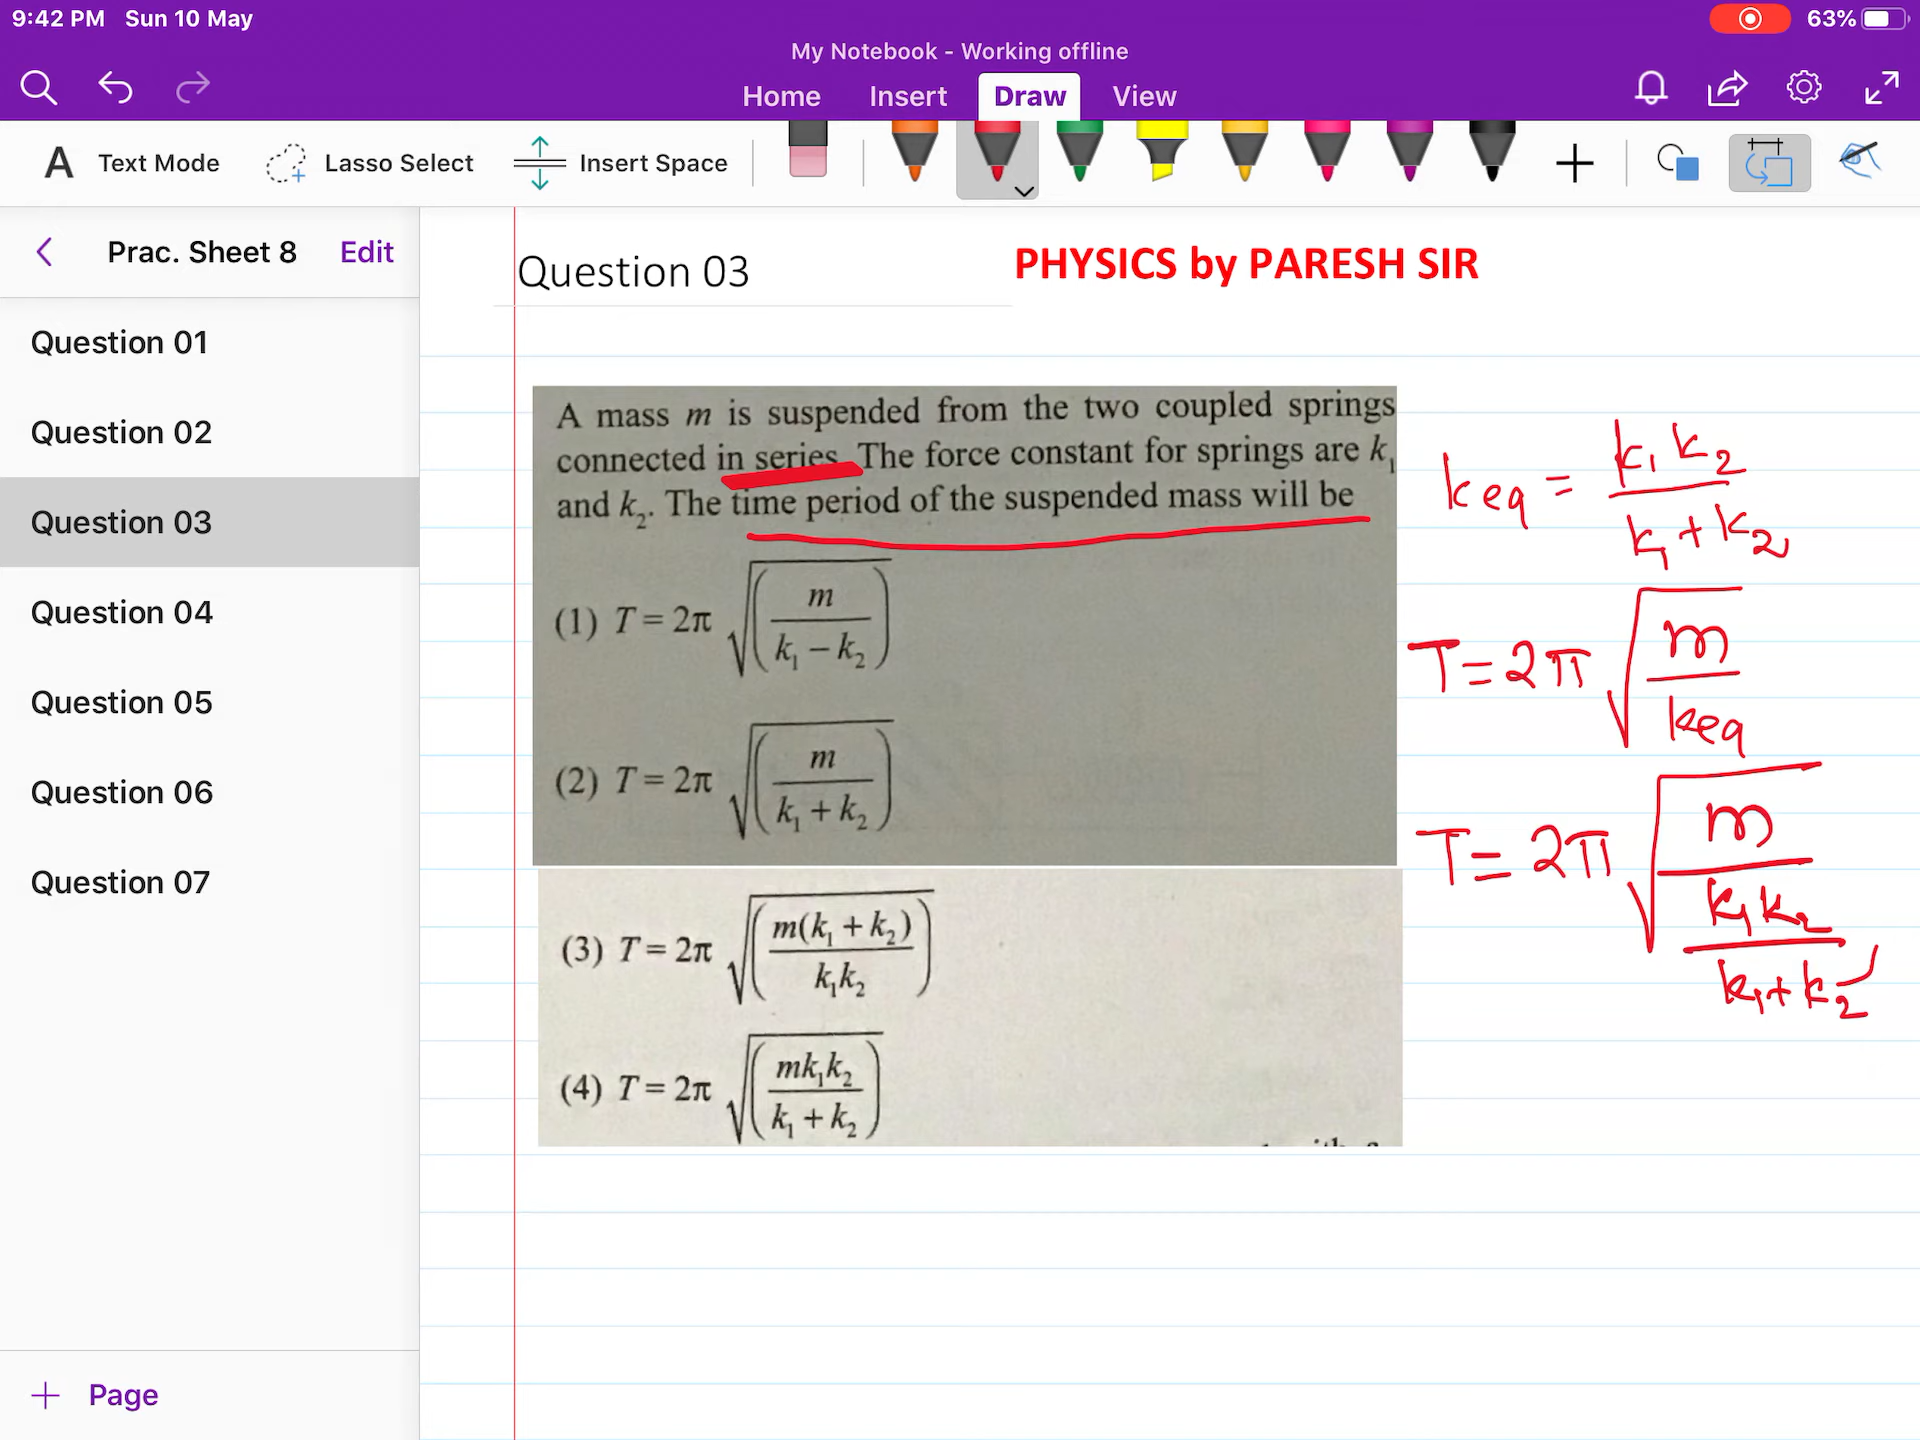 9:42 PM Sun 10 May
63%
My Notebook - Working offline
Home Insert Draw View
A Text Mode Lasso Select Insert Space
Prac. Sheet 8 Edit
Question 01
Question 02
Question 03
Question 04
Question 05
Question 06
Question 07
+ Page
Question 03
PHYSICS by PARESH SIR
A mass m is suspended from the two coupled springs
connected in series. The force constant for springs are k₁
and k₂. The time period of the suspended mass will be
(1) T = 2π √(m / (k₁ − k₂))
(2) T = 2π √(m / (k₁ + k₂))
(3) T = 2π √(m(k₁ + k₂) / k₁k₂)
(4) T = 2π √(mk₁k₂ / (k₁ + k₂))
keq = k₁k₂ / (k₁ + k₂)
T = 2π √(m / keq)
T = 2π √(m / (k₁k₂ / (k₁ + k₂)))